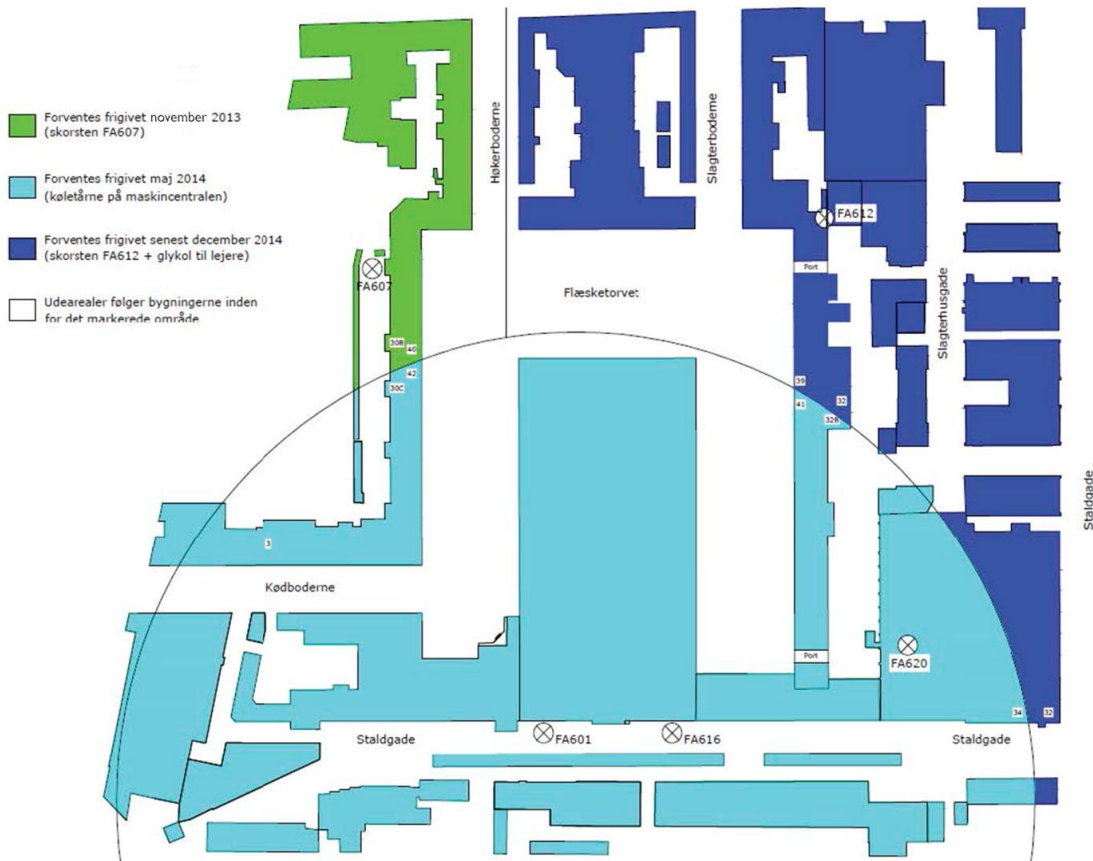 Forventes frigivet november 2013
(skorsten FA607)
Forventes frigivet maj 2014
(køletårne på maskincentralen)
Forventes frigivet senest december 2014
(skorsten FA612 + glykol til lejere)
Udearealer følger bygningerne inden
for det markerede område
Høkerboderne
Slagterboderne
FA612
Port
FA607
Flæsketorvet
Slagterhusgade
30B
40
42
30C
39
41
32
32B
Staldgade
3
Kødboderne
Port
FA620
34
32
Staldgade
FA601
FA616
Staldgade